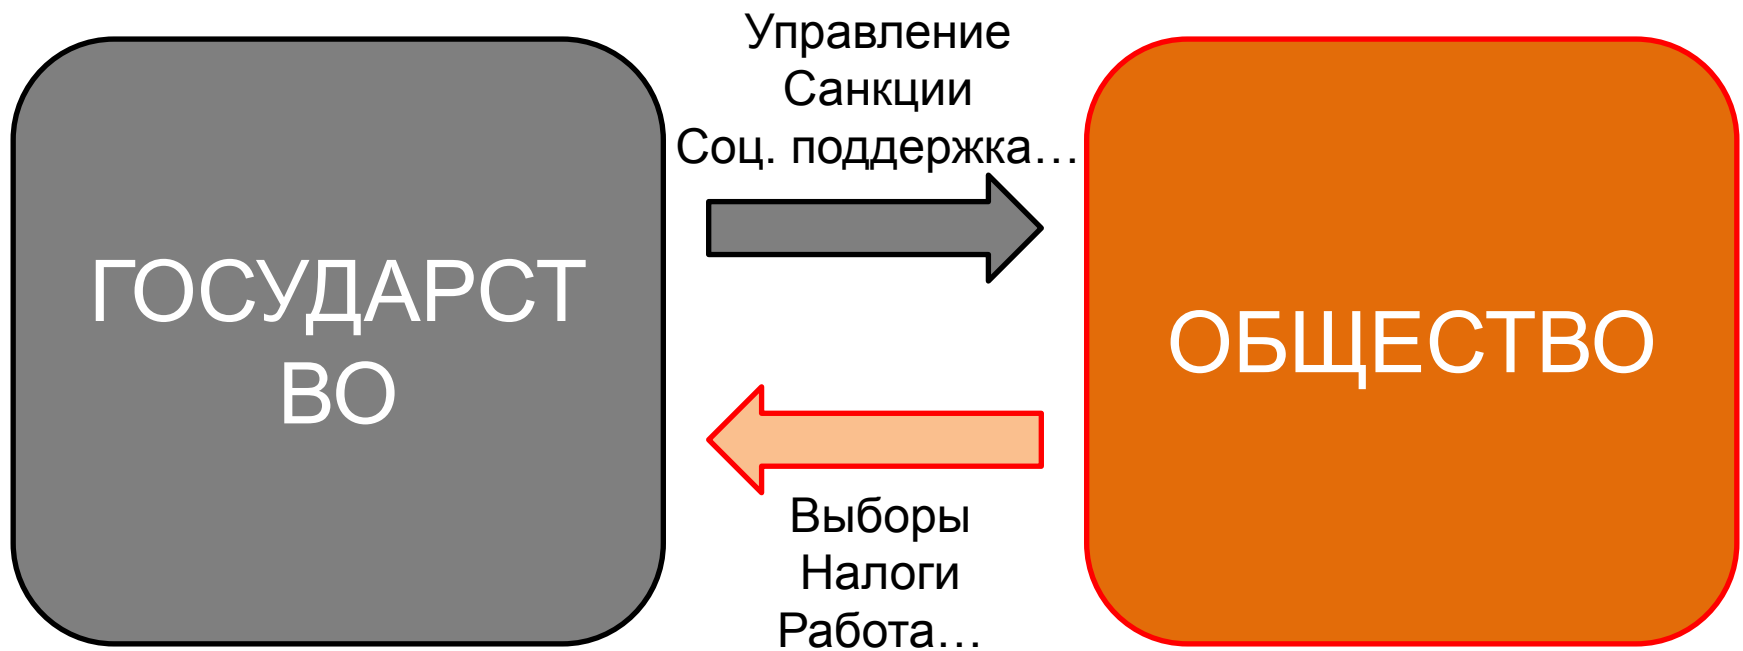 Управление
Санкции
Соц. поддержка…
ГОСУДАРСТ
ВО
ОБЩЕСТВО
Выборы
Налоги
Работа…